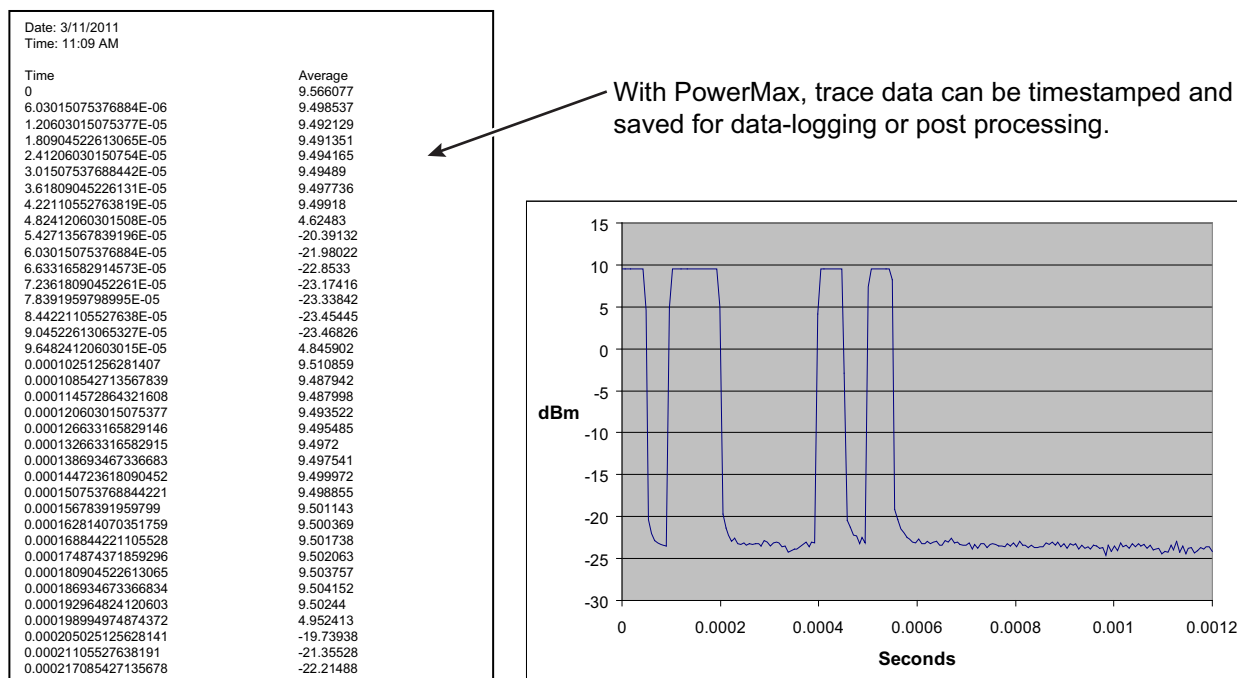 Date: 3/11/2011
Time: 11:09 AM
Time Average
0 9.566077
6.03015075376884E-06 9.498537
1.20603015075377E-05 9.492129
1.80904522613065E-05 9.491351
2.41206030150754E-05 9.494165
3.01507537688442E-05 9.49489
3.61809045226131E-05 9.497736
4.22110552763819E-05 9.49918
4.82412060301508E-05 4.62483
5.42713567839196E-05 -20.39132
6.03015075376884E-05 -21.98022
6.63316582914573E-05 -22.8533
7.23618090452261E-05 -23.17416
7.8391959798995E-05 -23.33842
8.44221105527638E-05 -23.45445
9.04522613065327E-05 -23.46826
9.64824120603015E-05 4.845902
0.00010251256281407 9.510859
0.000108542713567839 9.487942
0.000114572864321608 9.487998
0.000120603015075377 9.493522
0.000126633165829146 9.495485
0.000132663316582915 9.4972
0.000138693467336683 9.497541
0.000144723618090452 9.499972
0.000150753768844221 9.498855
0.00015678391959799 9.501143
0.000162814070351759 9.500369
0.000168844221105528 9.501738
0.000174874371859296 9.502063
0.000180904522613065 9.503757
0.000186934673366834 9.504152
0.000192964824120603 9.50244
0.000198994974874372 4.952413
0.000205025125628141 -19.73938
0.00021105527638191 -21.35528
0.000217085427135678 -22.21488
With PowerMax, trace data can be timestamped and
saved for data-logging or post processing.
15
10
5
0
-5
dBm
-10
-15
-20
-25
-30
0 0.0002 0.0004 0.0006 0.0008 0.001 0.0012
Seconds